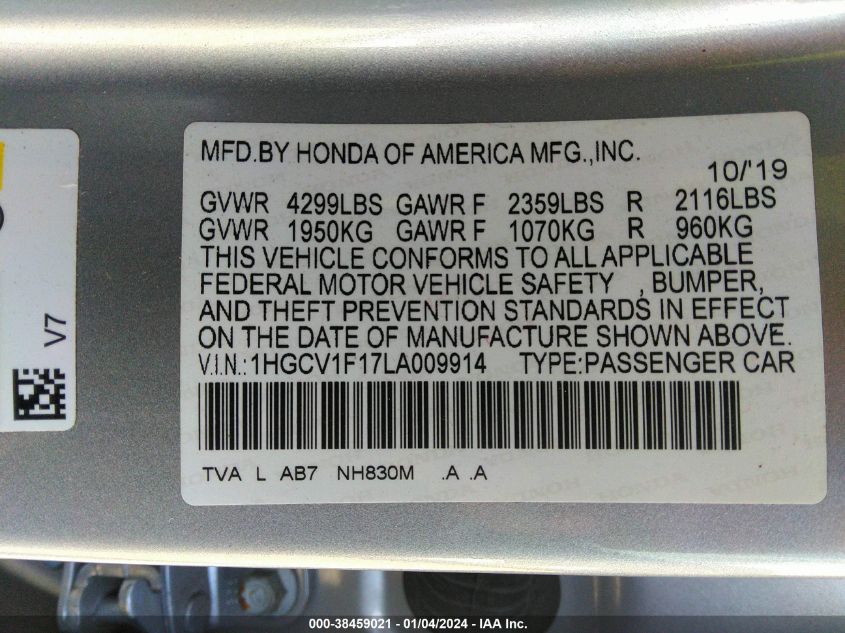 MFD.BY HONDA OF AMERICA MFG.,INC.
10/'19
GVWR 4299LBS GAWR F 2359LBS R 2116LBS
GVWR 1950KG GAWR F 1070KG R 960KG
THIS VEHICLE CONFORMS TO ALL APPLICABLE
FEDERAL MOTOR VEHICLE SAFETY , BUMPER,
AND THEFT PREVENTION STANDARDS IN EFFECT
ON THE DATE OF MANUFACTURE SHOWN ABOVE.
V.I.N.:1HGCV1F17LA009914 TYPE:PASSENGER CAR
TVA L AB7 NH830M .A .A
V7
000-38459021 - 01/04/2024 - IAA Inc.